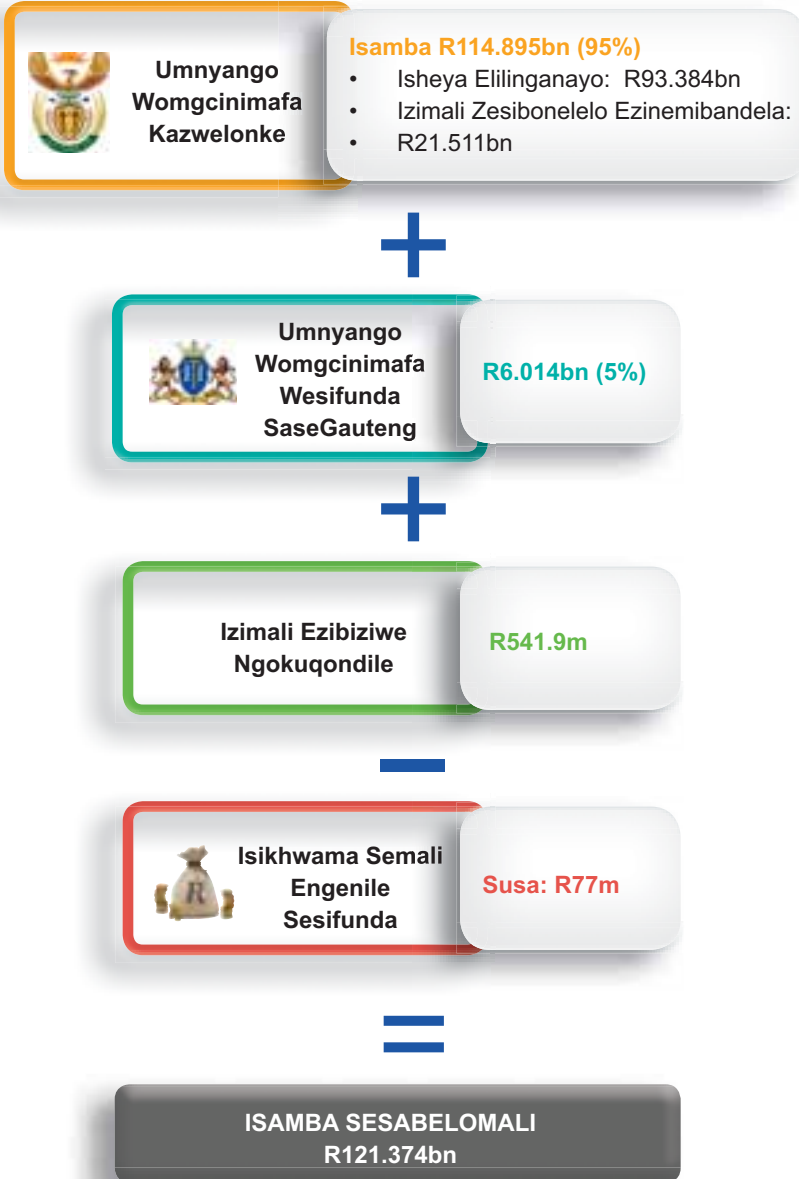 Umnyango
Womgcinimafa
Kazwelonke
Isamba R114.895bn (95%)
• Isheya Elilinganayo: R93.384bn
• Izimali Zesibonelelo Ezinemibandela:
• R21.511bn
+
Umnyango
Womgcinimafa
Wesifunda
SaseGauteng
R6.014bn (5%)
+
Izimali Ezibiziwe
Ngokuqondile
R541.9m
–
Isikhwama Semali
Engenile
Sesifunda
R
Susa: R77m
=
ISAMBA SESABELOMALI
R121.374bn